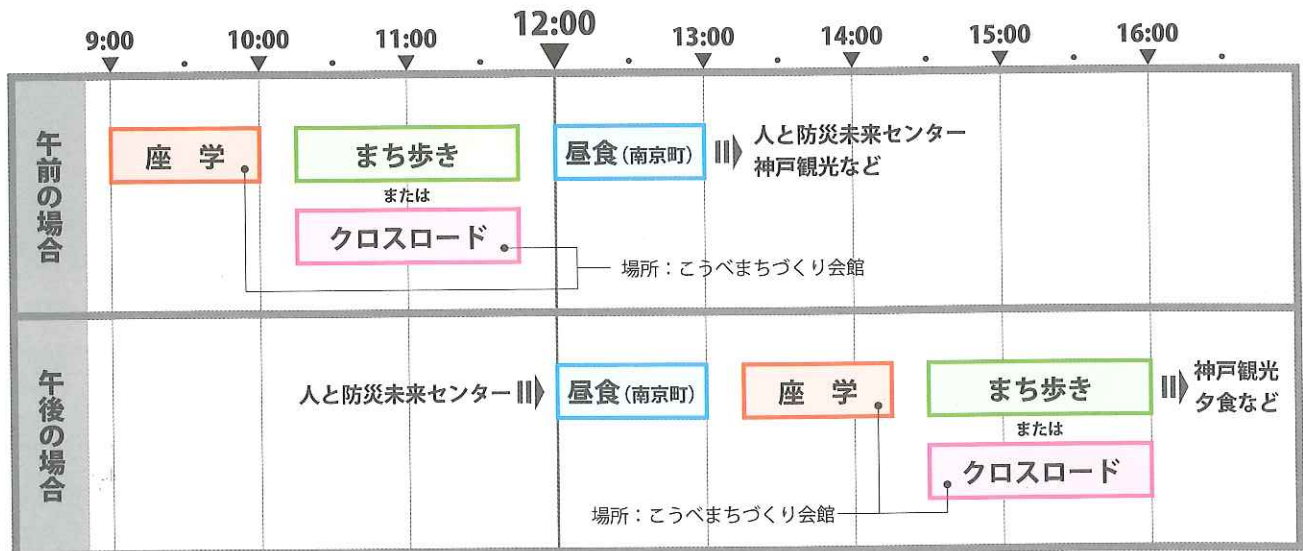 9:00 10:00 11:00 12:00 13:00 14:00 15:00 16:00
午前の場合
座 学
まち歩き
または
クロスロード
昼食(南京町)
人と防災未来センター
神戸観光など
場所：こうべまちづくり会館
午後の場合
人と防災未来センター
昼食(南京町)
座 学
まち歩き
または
クロスロード
神戸観光
夕食など
場所：こうべまちづくり会館